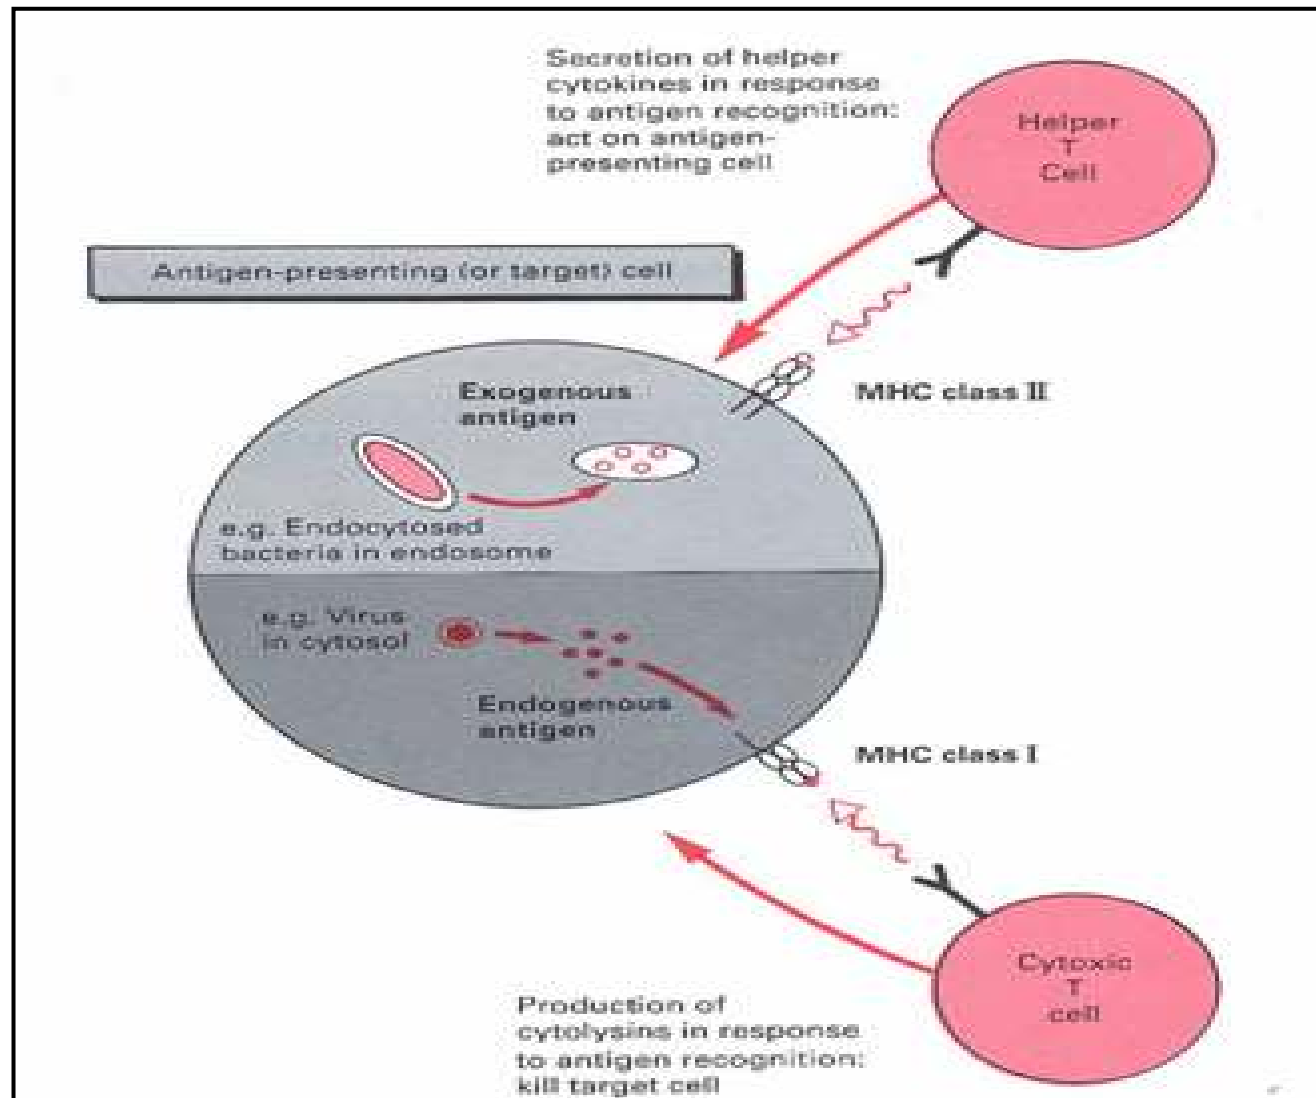 Secretion of helper
cytokines in response
to antigen recognition:
act on antigen-
presenting cell
Helper
T
Cell
Antigen-presenting (or target) cell
MHC class II
Exogenous
antigen
e.g. Endocytosed
bacteria in endosome
e.g. Virus
in cytosol
Endogenous
antigen
MHC class I
Cytoxic
T
cell
Production of
cytolysins in response
to antigen recognition:
kill target cell